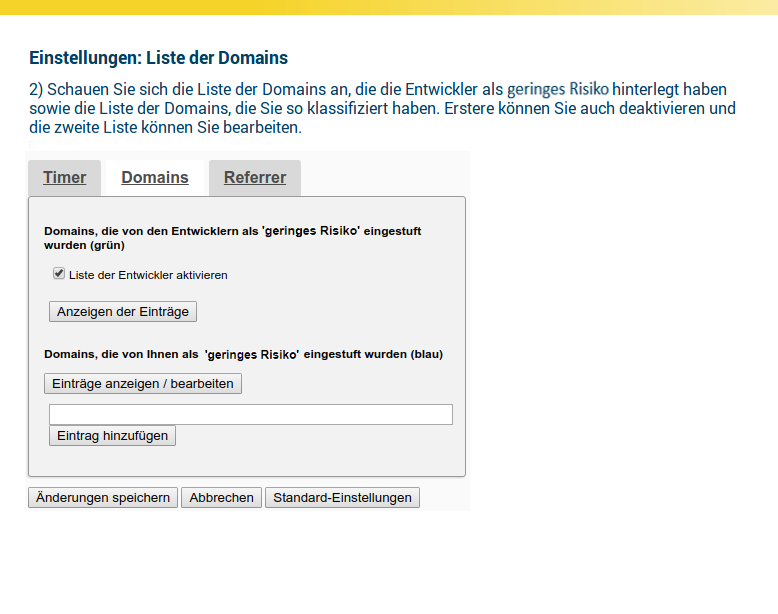 Einstellungen: Liste der Domains
2) Schauen Sie sich die Liste der Domains an, die die Entwickler als geringes Risiko hinterlegt haben
sowie die Liste der Domains, die Sie so klassifiziert haben. Erstere können Sie auch deaktivieren und
die zweite Liste können Sie bearbeiten.
Timer Domains Referrer
Domains, die von den Entwicklern als 'geringes Risiko' eingestuft
wurden (grün)
Liste der Entwickler aktivieren
Anzeigen der Einträge
Domains, die von Ihnen als 'geringes Risiko' eingestuft wurden (blau)
Einträge anzeigen / bearbeiten
Eintrag hinzufügen
Änderungen speichern Abbrechen Standard-Einstellungen